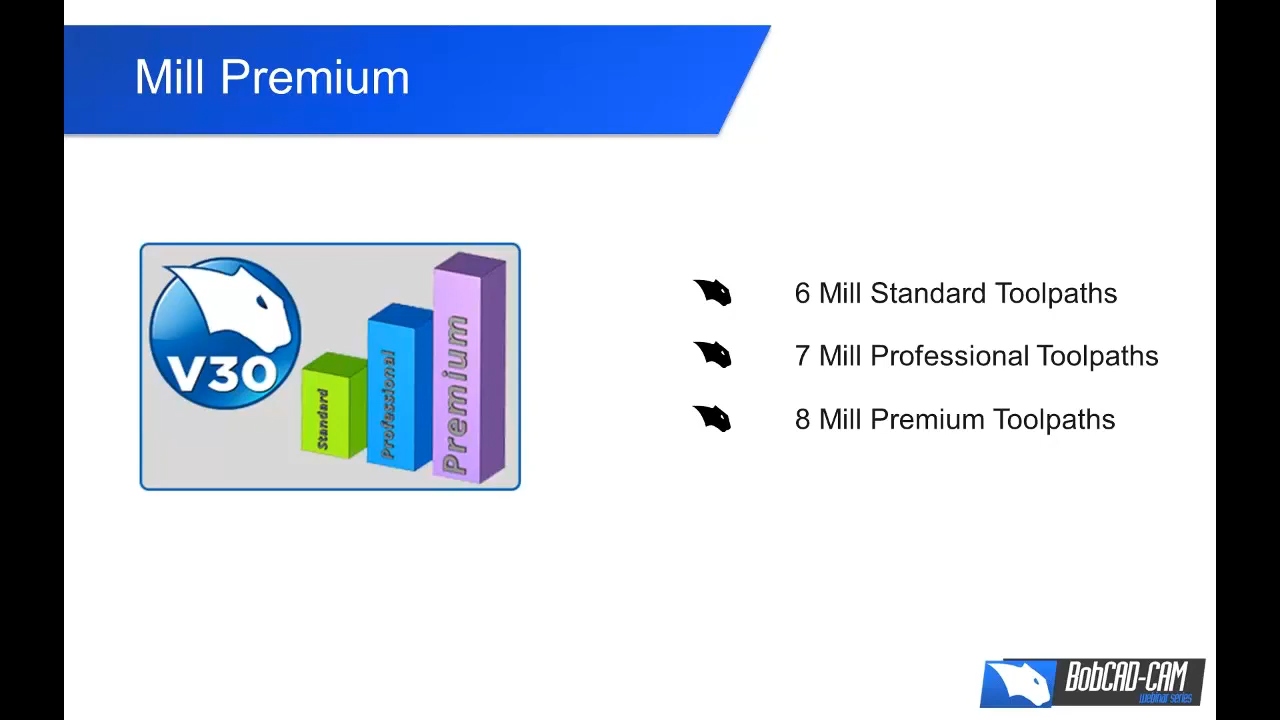 Mill Premium
V30
Standard
Professional
Premium
6 Mill Standard Toolpaths
7 Mill Professional Toolpaths
8 Mill Premium Toolpaths
BobCAD-CAM
webinar series